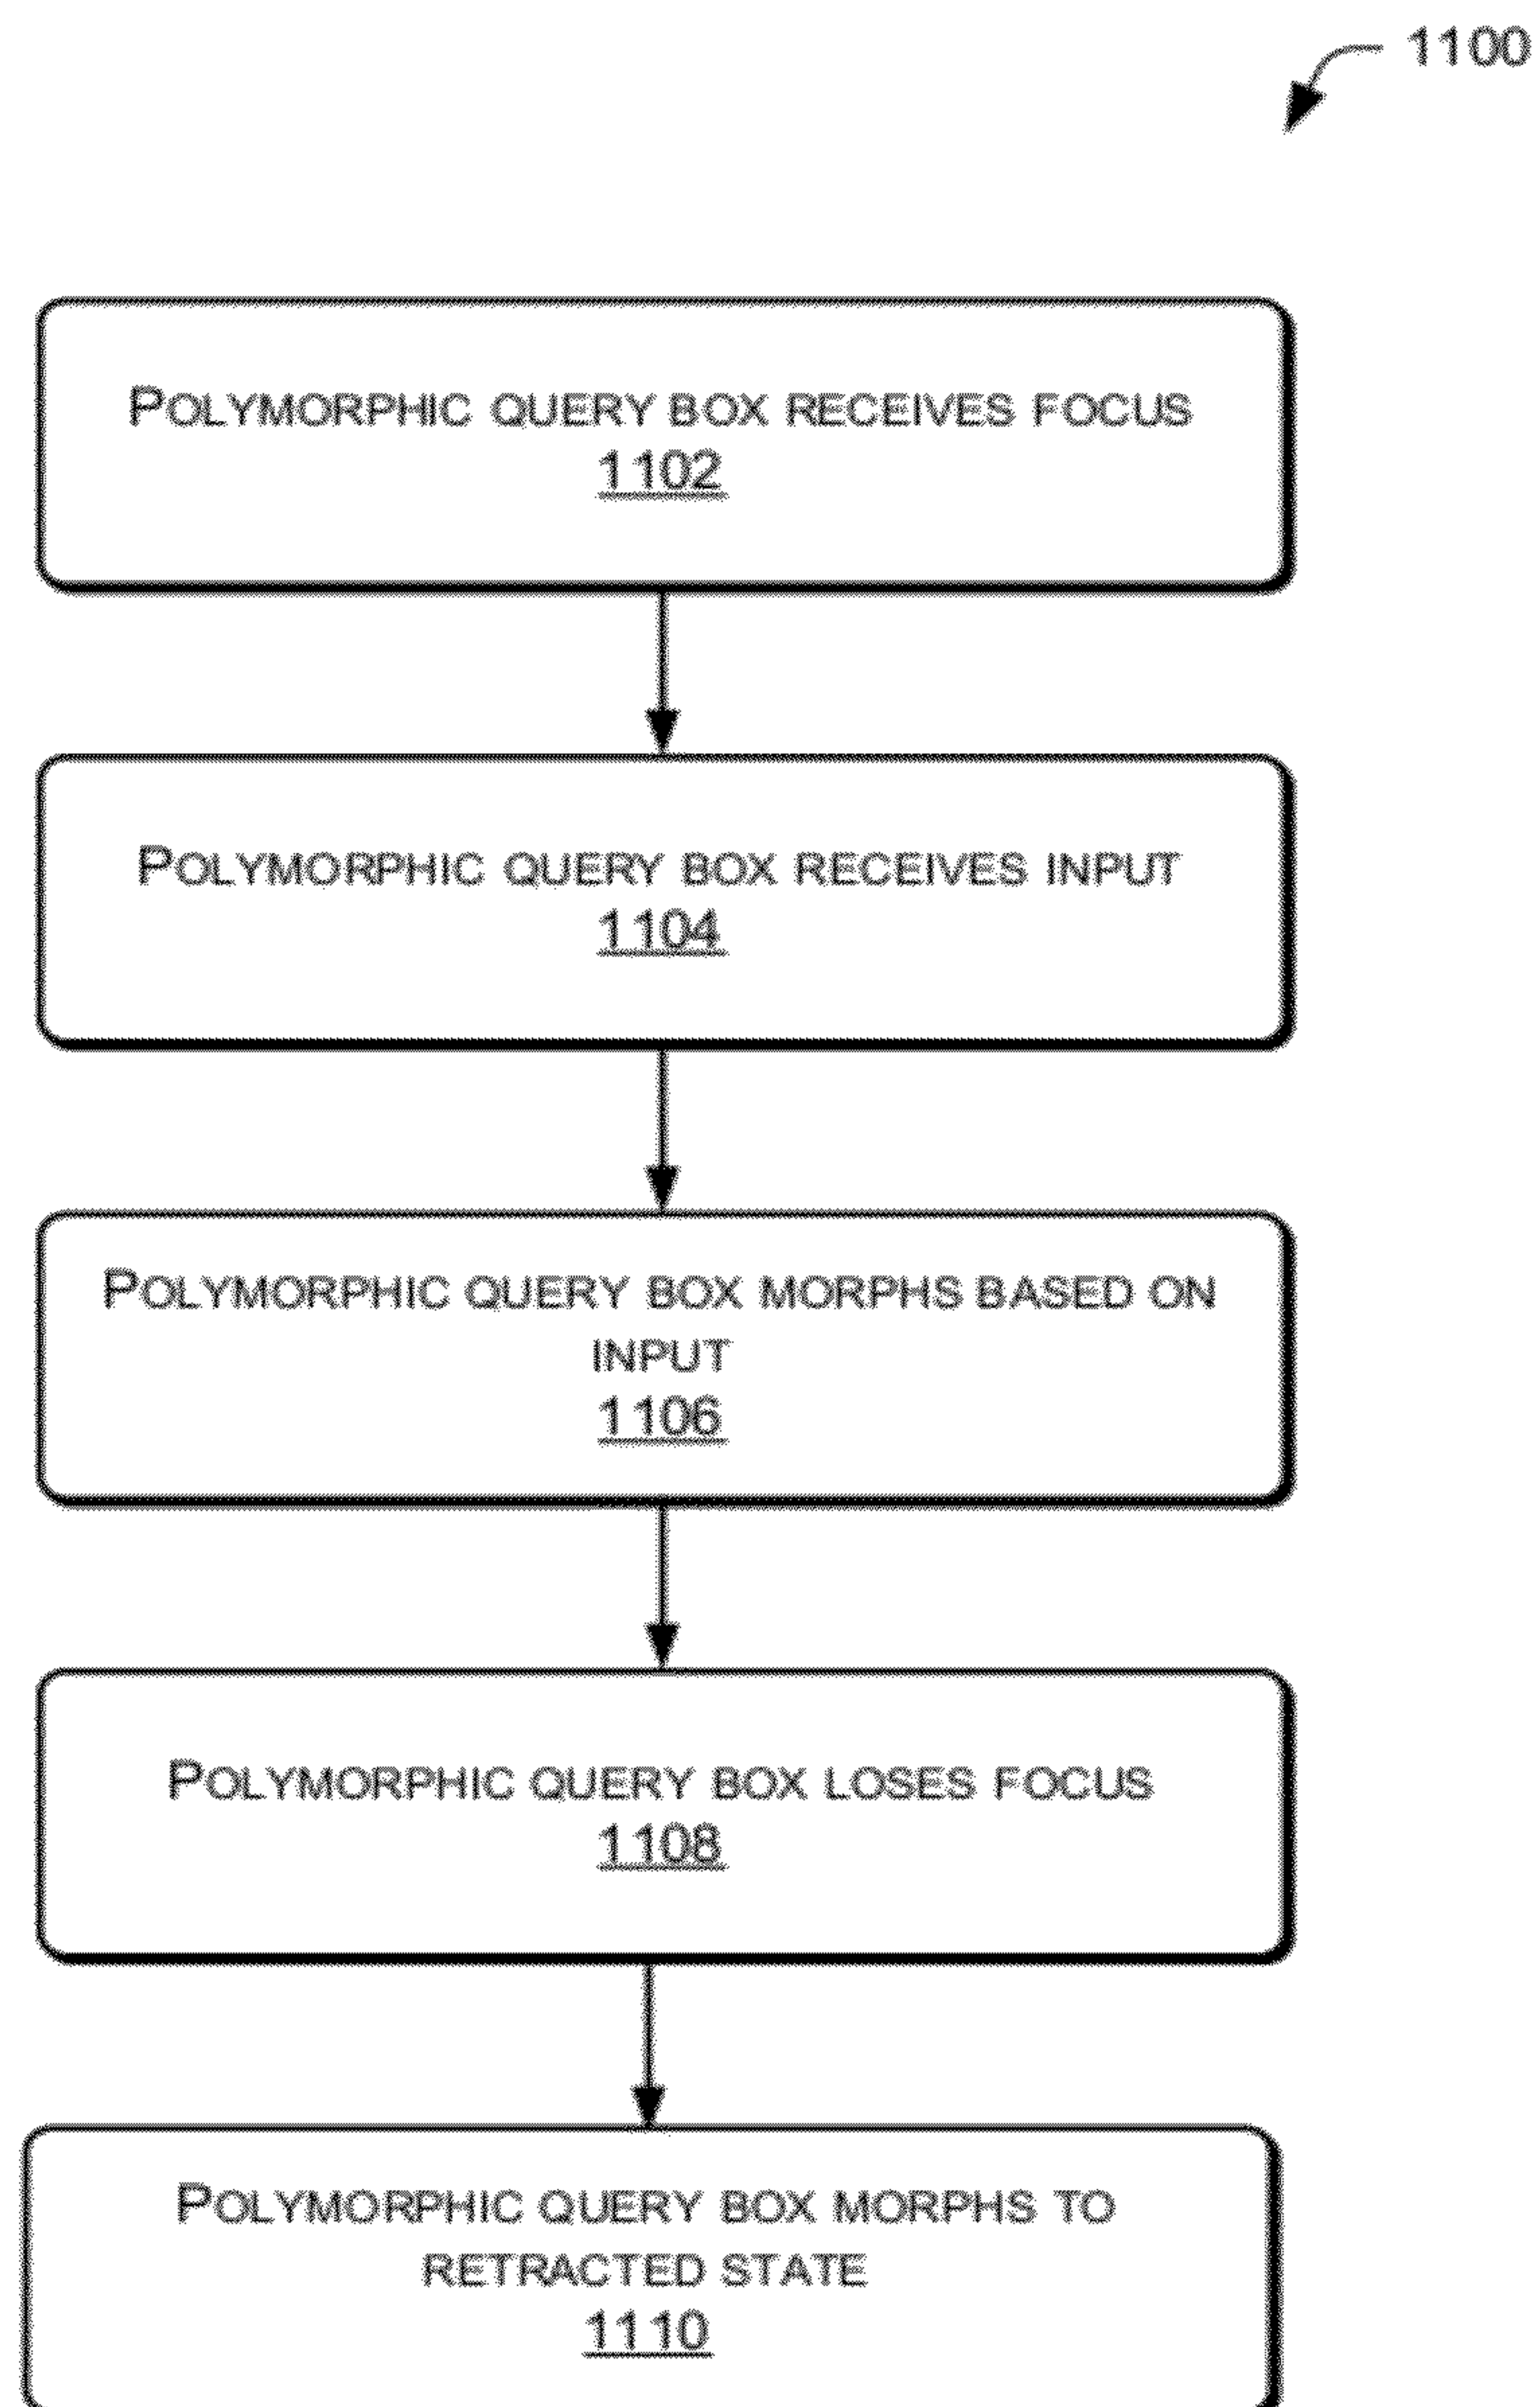 1100
POLYMORPHIC QUERY BOX RECEIVES FOCUS
1102
POLYMORPHIC QUERY BOX RECEIVES INPUT
1104
POLYMORPHIC QUERY BOX MORPHS BASED ON
INPUT
1106
POLYMORPHIC QUERY BOX LOSES FOCUS
1108
POLYMORPHIC QUERY BOX MORPHS TO
RETRACTED STATE
1110